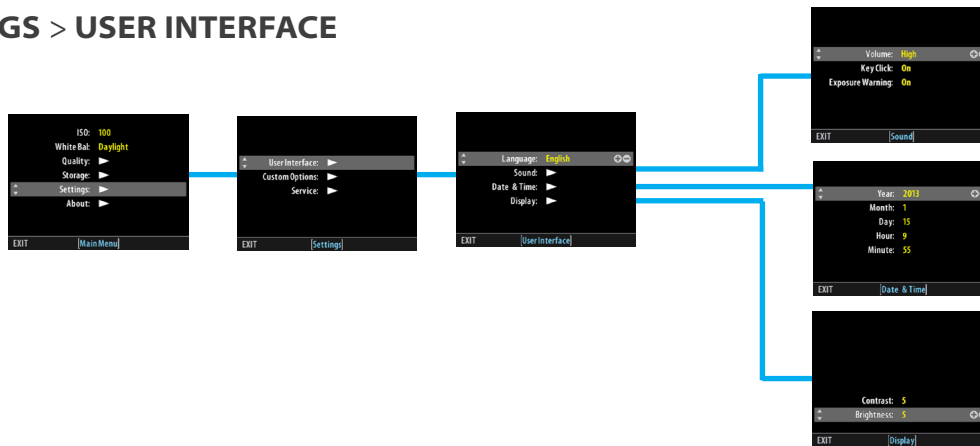 GS > USER INTERFACE
ISO: 100
White Bal: Daylight
Quality:
Storage:
Settings:
About:
EXIT [Main Menu]
User Interface:
Custom Options:
Service:
EXIT [Settings]
Language: English
Sound:
Date & Time:
Display:
EXIT [User Interface]
Volume: High
Key Click: On
Exposure Warning: On
EXIT [Sound]
Year: 2013
Month: 1
Day: 15
Hour: 9
Minute: 55
EXIT [Date & Time]
Contrast: 5
Brightness: 5
EXIT [Display]